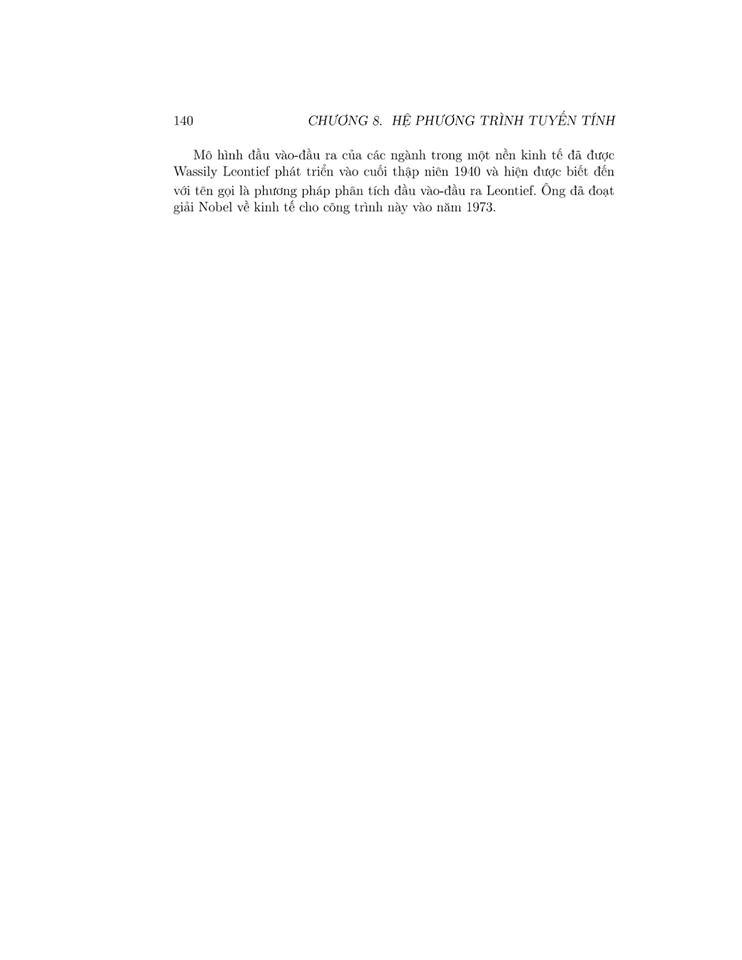 140 CHƯƠNG 8. HỆ PHƯƠNG TRÌNH TUYẾN TÍNH
Mô hình đầu vào-đầu ra của các ngành trong một nền kinh tế đã được
Wassily Leontief phát triển vào cuối thập niên 1940 và hiện được biết đến
với tên gọi là phương pháp phân tích đầu vào-đầu ra Leontief. Ông đã đoạt
giải Nobel về kinh tế cho công trình này vào năm 1973.